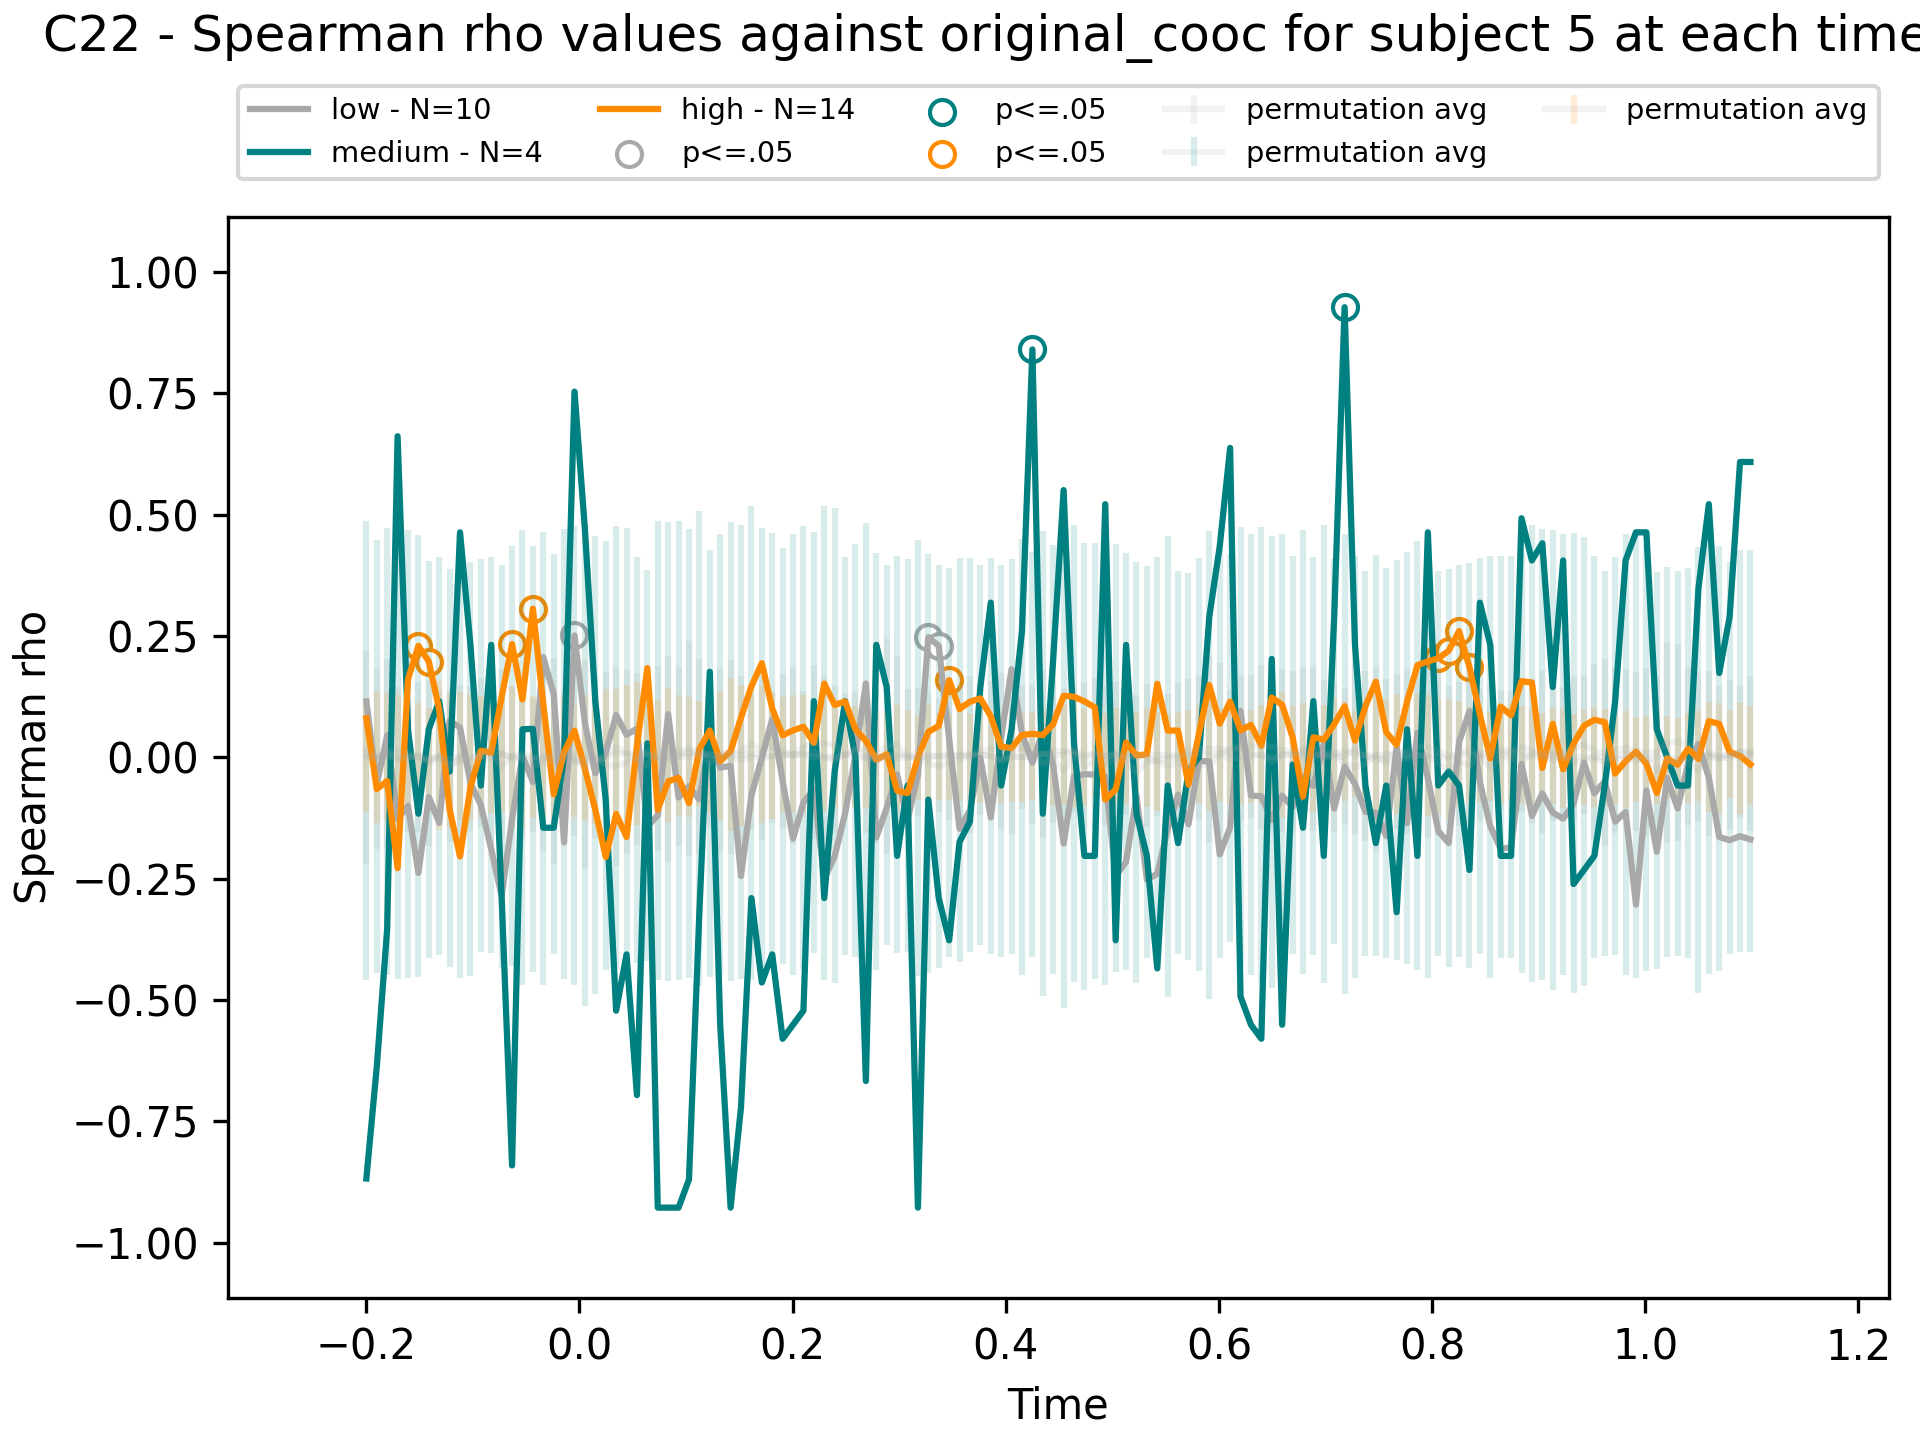 C22 - Spearman rho values against original_cooc for subject 5 at each time
low - N=10
medium - N=4
high - N=14
p<=.05
p<=.05
p<=.05
permutation avg
permutation avg
permutation avg
Spearman rho
1.00
0.75
0.50
0.25
0.00
−0.25
−0.50
−0.75
−1.00
−0.2 0.0 0.2 0.4 0.6 0.8 1.0 1.2
Time